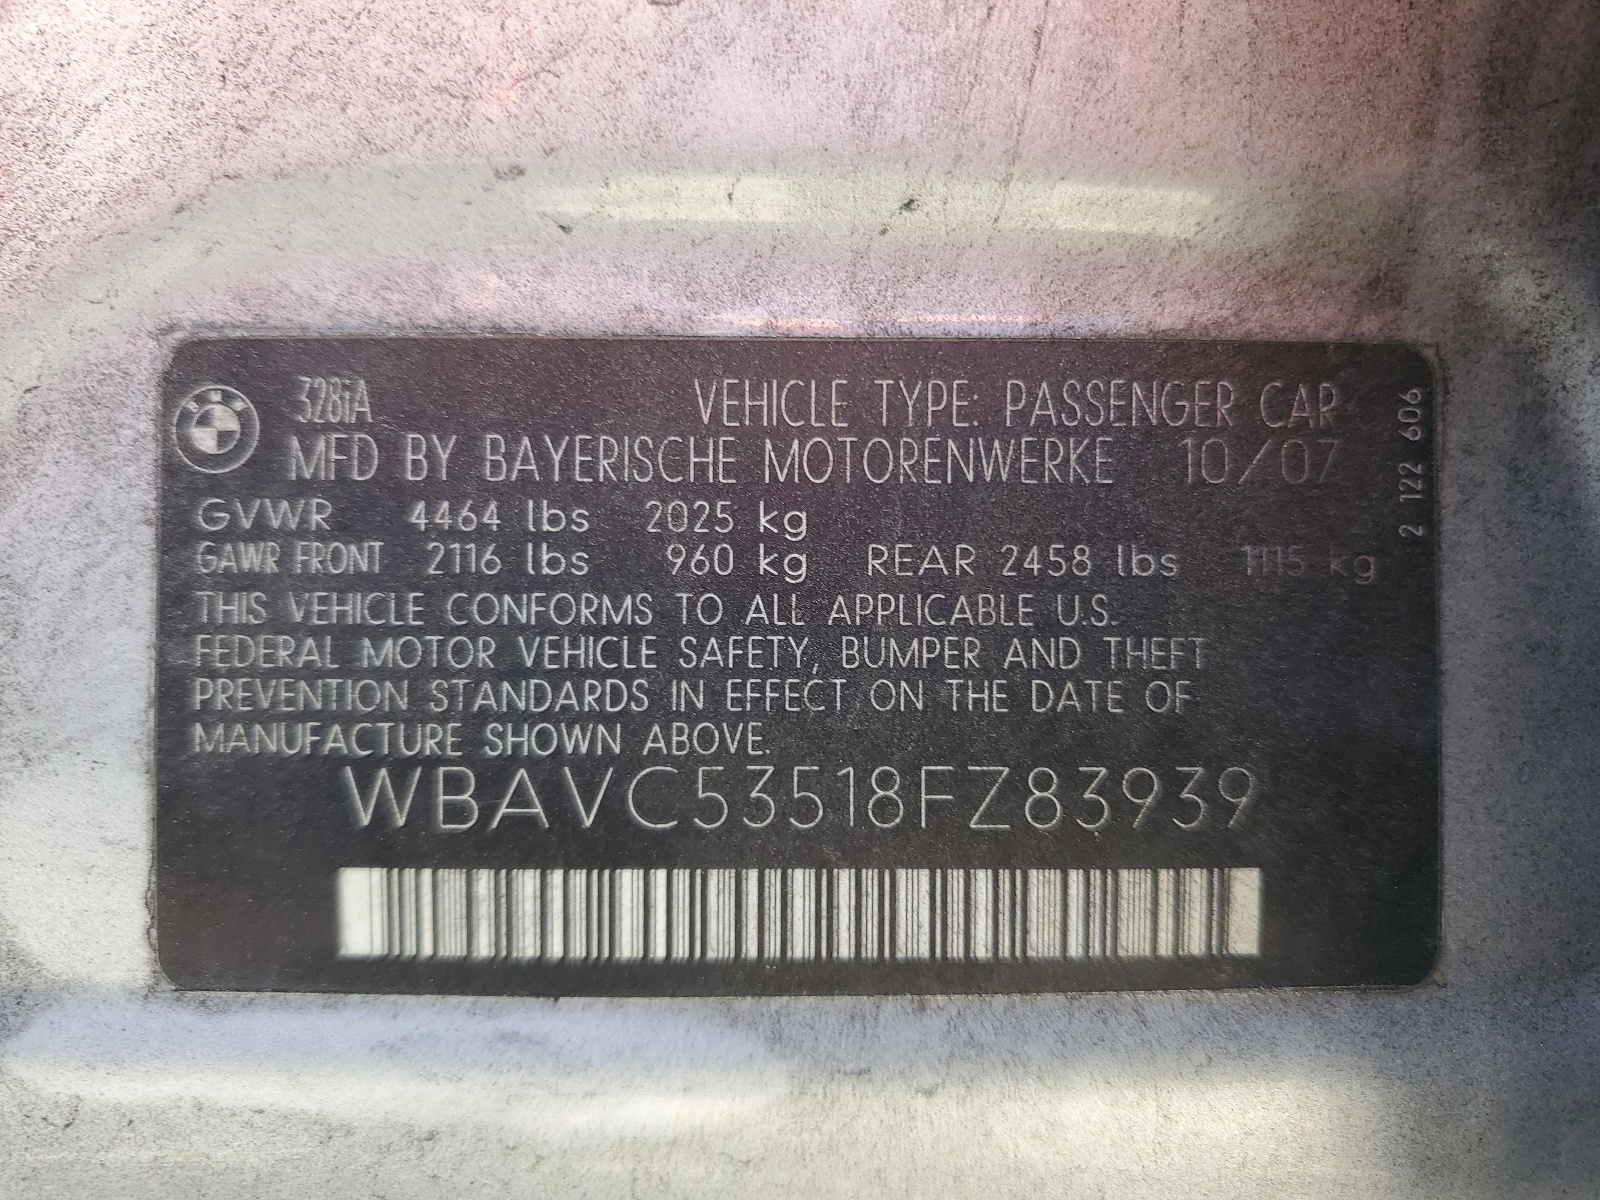 BMW
328iA VEHICLE TYPE: PASSENGER CAR
MFD BY BAYERISCHE MOTORENWERKE 10/07
GVWR 4464 lbs 2025 kg
GAWR FRONT 2116 lbs 960 kg REAR 2458 lbs 1115 kg
THIS VEHICLE CONFORMS TO ALL APPLICABLE U.S.
FEDERAL MOTOR VEHICLE SAFETY, BUMPER AND THEFT
PREVENTION STANDARDS IN EFFECT ON THE DATE OF
MANUFACTURE SHOWN ABOVE.
WBAVC53518FZ83939
2 122 606